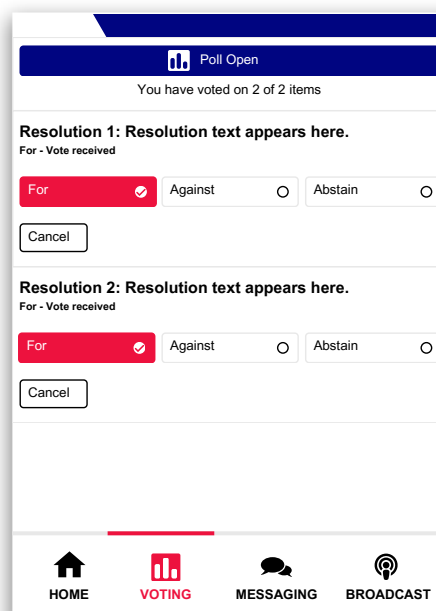 Poll Open
You have voted on 2 of 2 items
Resolution 1: Resolution text appears here.
For - Vote received
For Against Abstain
Cancel
Resolution 2: Resolution text appears here.
For - Vote received
For Against Abstain
Cancel
HOME VOTING MESSAGING BROADCAST